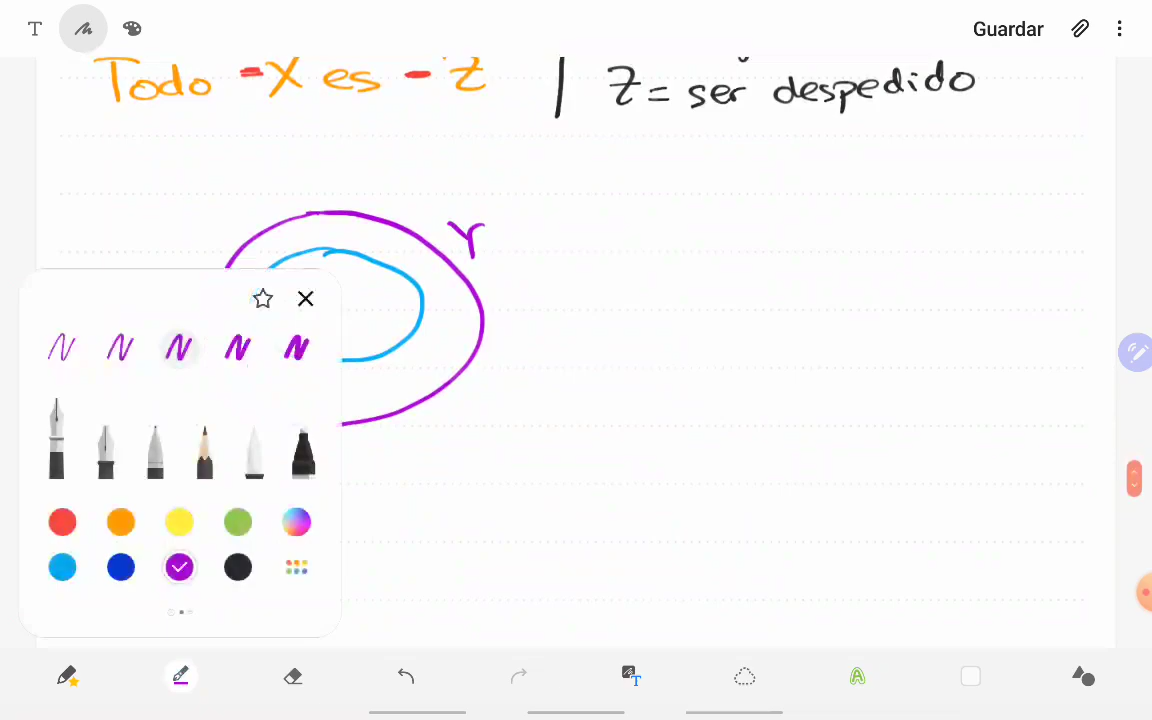 Guardar
Todo -X es -Z | Z = ser despedido
Y